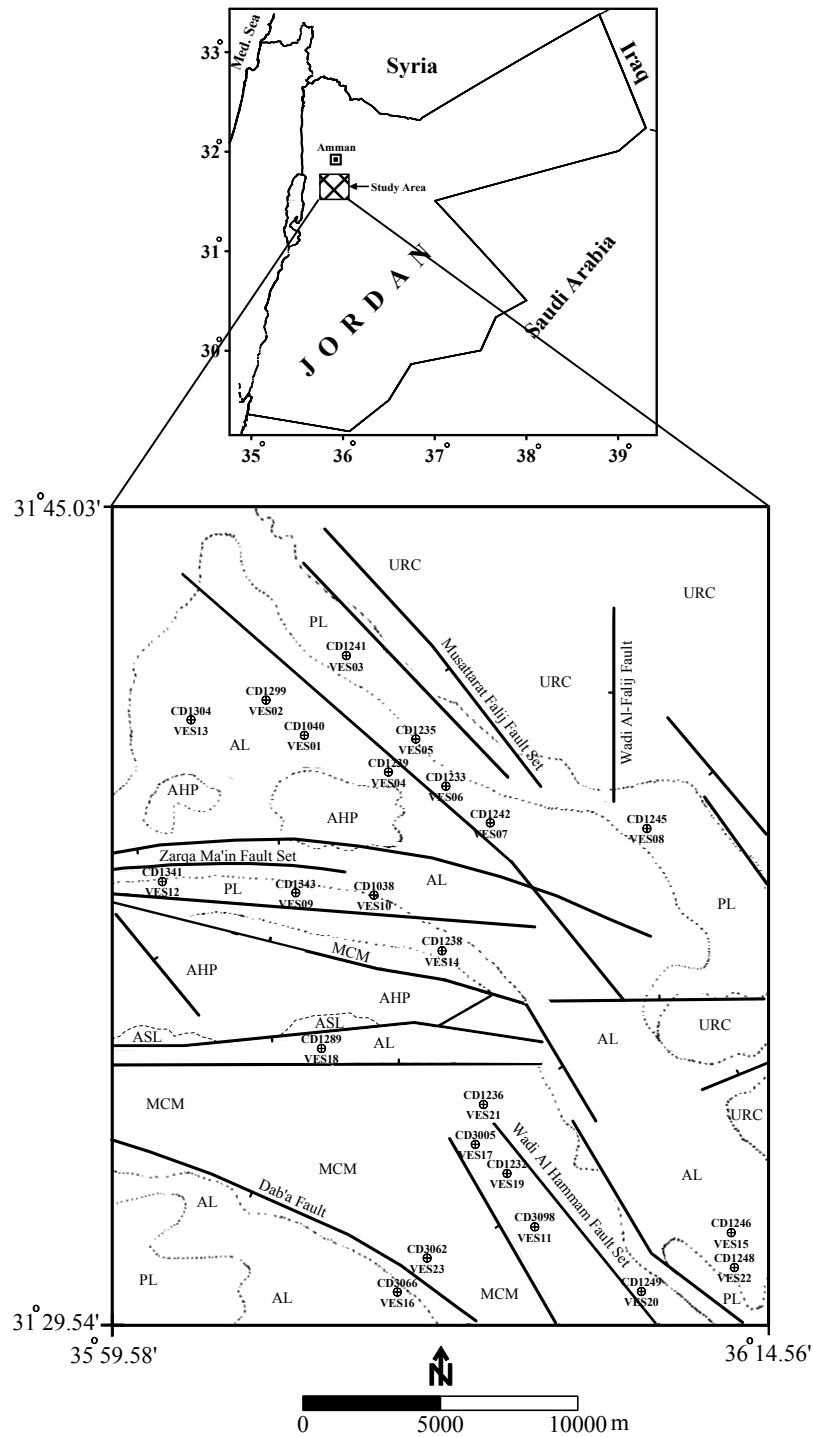 Med. Sea
33°
Syria
Iraq
32°
Amman
Study Area
31°
JORDAN
Saudi Arabia
30°
35° 36° 37° 38° 39°
31°45.03'
URC
URC
PL
CD1241
VES03
Musattarat Falij Fault Set
Wadi Al-Falij Fault
URC
CD1299
VES02
CD1304
VES13
CD1040
VES01
AL
CD1235
VES05
CD1239
VES04
CD1233
VES06
AHP
AHP
CD1242
VES07
CD1245
VES08
Zarqa Ma'in Fault Set
AL
CD1341
VES12
PL
CD1343
VES09
CD1038
VES10
PL
CD1238
VES14
MCM
AHP
AHP
ASL
ASL
AL
CD1289
VES18
AL
URC
MCM
CD1236
VES21
URC
CD3005
VES17
Wadi Al Hammam Fault Set
MCM
CD1232
VES19
AL
Dab'a Fault
AL
CD3098
VES11
CD1246
VES15
CD3062
VES23
CD1248
VES22
PL
AL
CD3066
VES16
MCM
CD1249
VES20
PL
31°29.54'
35°59.58'
36°14.56'
N
0 5000 10000 m